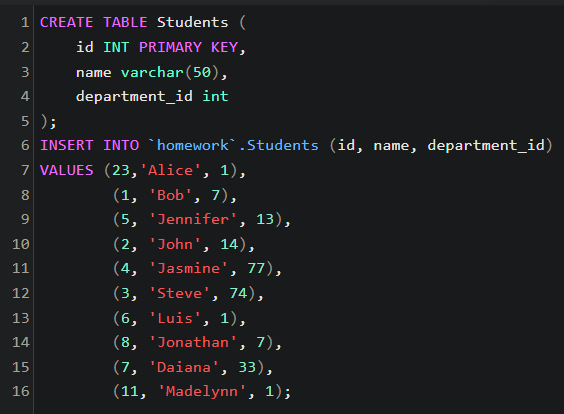 1 CREATE TABLE Students (
2 id INT PRIMARY KEY,
3 name varchar(50),
4 department_id int
5 );
6 INSERT INTO `homework`.Students (id, name, department_id)
7 VALUES (23,'Alice', 1),
8 (1, 'Bob', 7),
9 (5, 'Jennifer', 13),
10 (2, 'John', 14),
11 (4, 'Jasmine', 77),
12 (3, 'Steve', 74),
13 (6, 'Luis', 1),
14 (8, 'Jonathan', 7),
15 (7, 'Daiana', 33),
16 (11, 'Madelynn', 1);